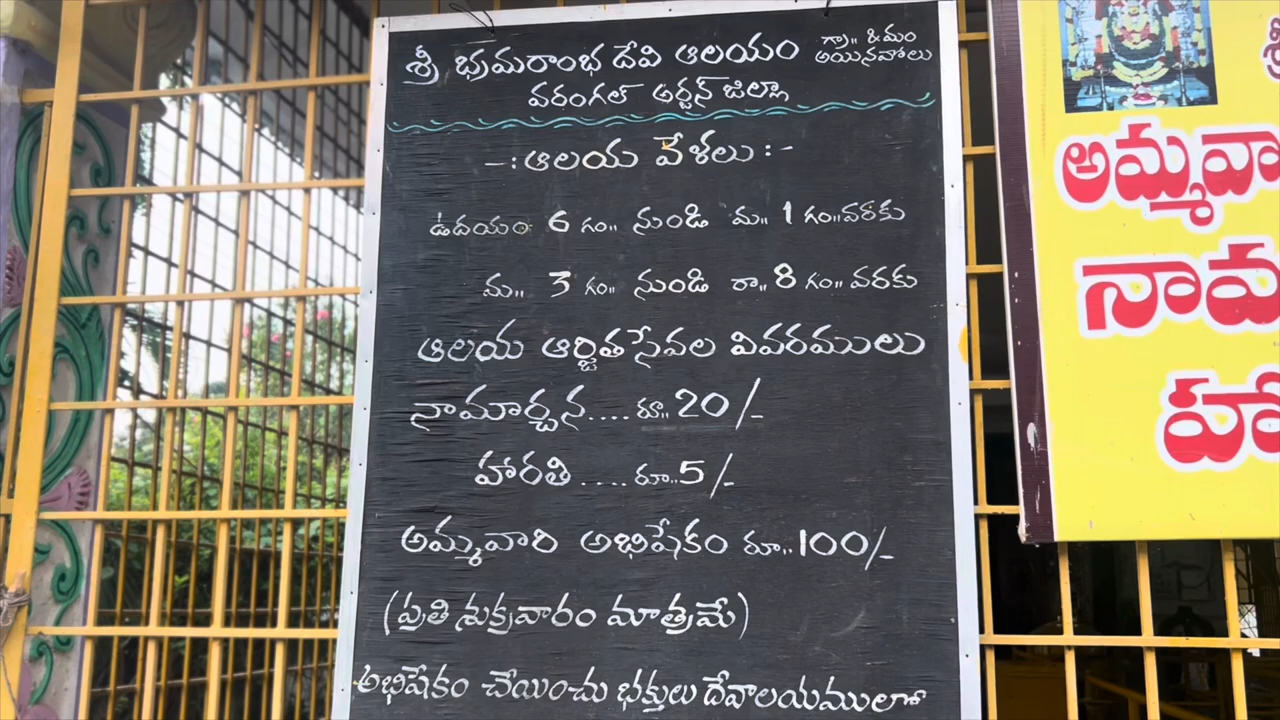 శ్రీ భ్రమరాంభ దేవి ఆలయం గ్రా,, & మం అయినవోలు
వరంగల్ అర్బన్ జిల్లా
-:ఆలయ వేళలు:-
ఉదయం 6 గం,, నుండి మ,, 1 గం,,వరకు
మ,, 3 గం,, నుండి రా,, 8 గం,, వరకు
ఆలయ ఆర్జితసేవల వివరములు
నామార్చన.... రూ,, 20/-
హారతి .... రూ..5/-
అమ్మవారి అభిషేకం రూ..100/-
(ప్రతి శుక్రవారం మాత్రమే)
అభిషేకం చేయించు భక్తులు దేవాలయములో
అమ్మవా
నావ
హా